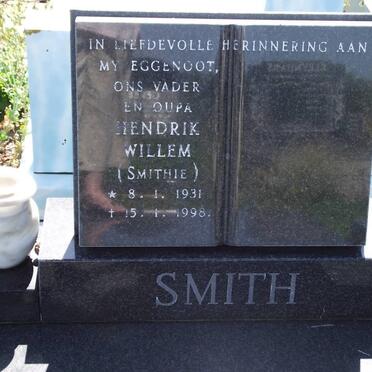 IN LIEFDEVOLLE HERINNERING AAN
MY EGGENOOT,
ONS VADER
EN OUPA
HENDRIK
WILLEM
(SMITHIE)
* 8. 1. 1931
+ 15. 1. 1998.
SMITH